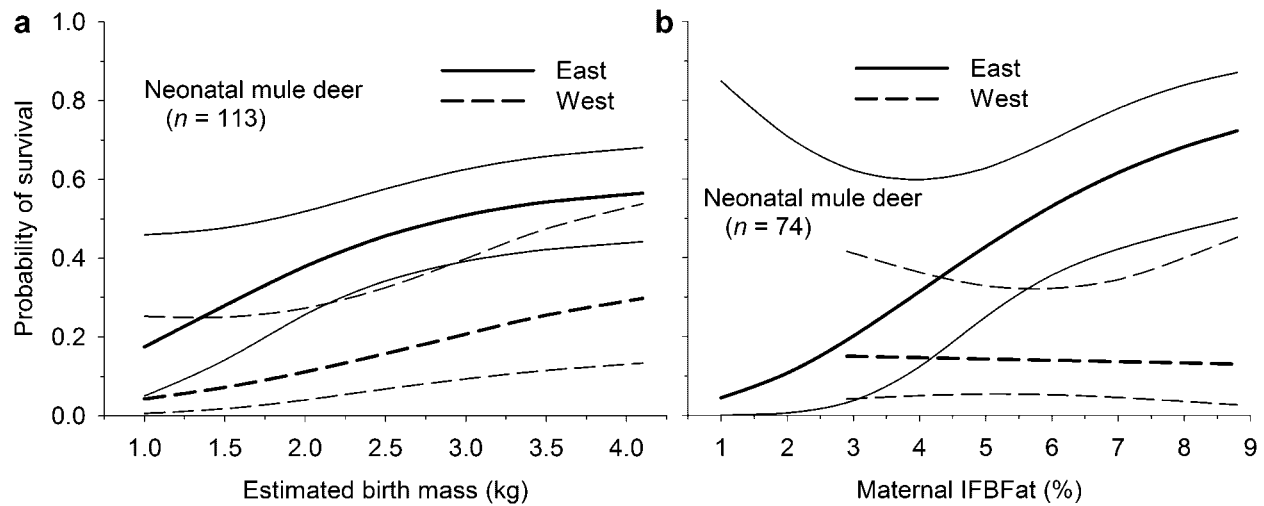 a
Probability of survival
1.0
0.8
0.6
0.4
0.2
0.0
Neonatal mule deer
(n = 113)
East
West
1.0 1.5 2.0 2.5 3.0 3.5 4.0
Estimated birth mass (kg)
b
East
West
Neonatal mule deer
(n = 74)
1 2 3 4 5 6 7 8 9
Maternal IFBFat (%)